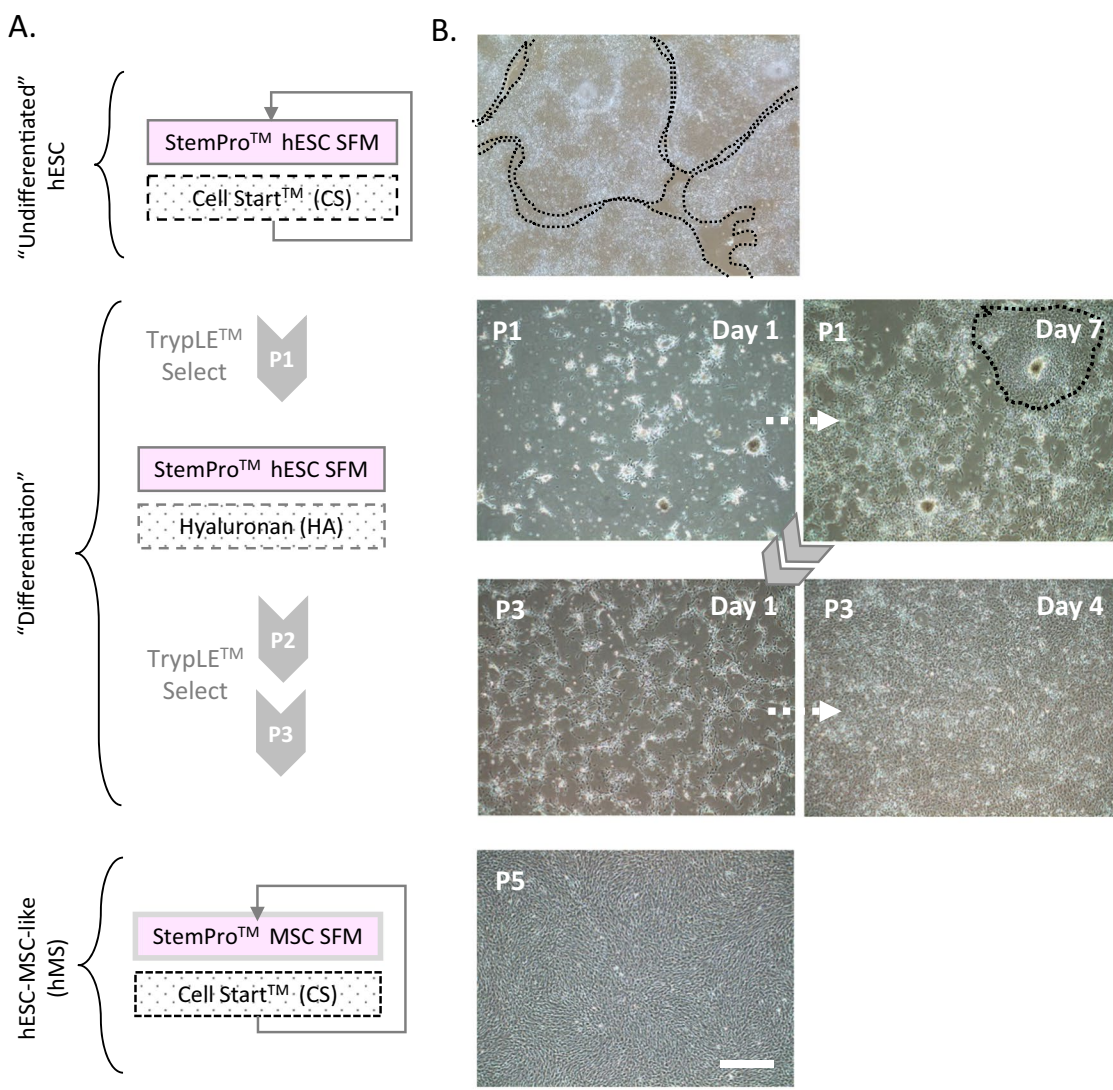 A.
B.
“Undifferentiated”
hESC
StemPro™ hESC SFM
Cell Start™ (CS)
“Differentiation”
TrypLE™
Select
P1
StemPro™ hESC SFM
Hyaluronan (HA)
TrypLE™
Select
P2
P3
hESC-MSC-like
(hMS)
StemPro™ MSC SFM
Cell Start™ (CS)
P1
Day 1
P1
Day 7
P3
Day 1
P3
Day 4
P5